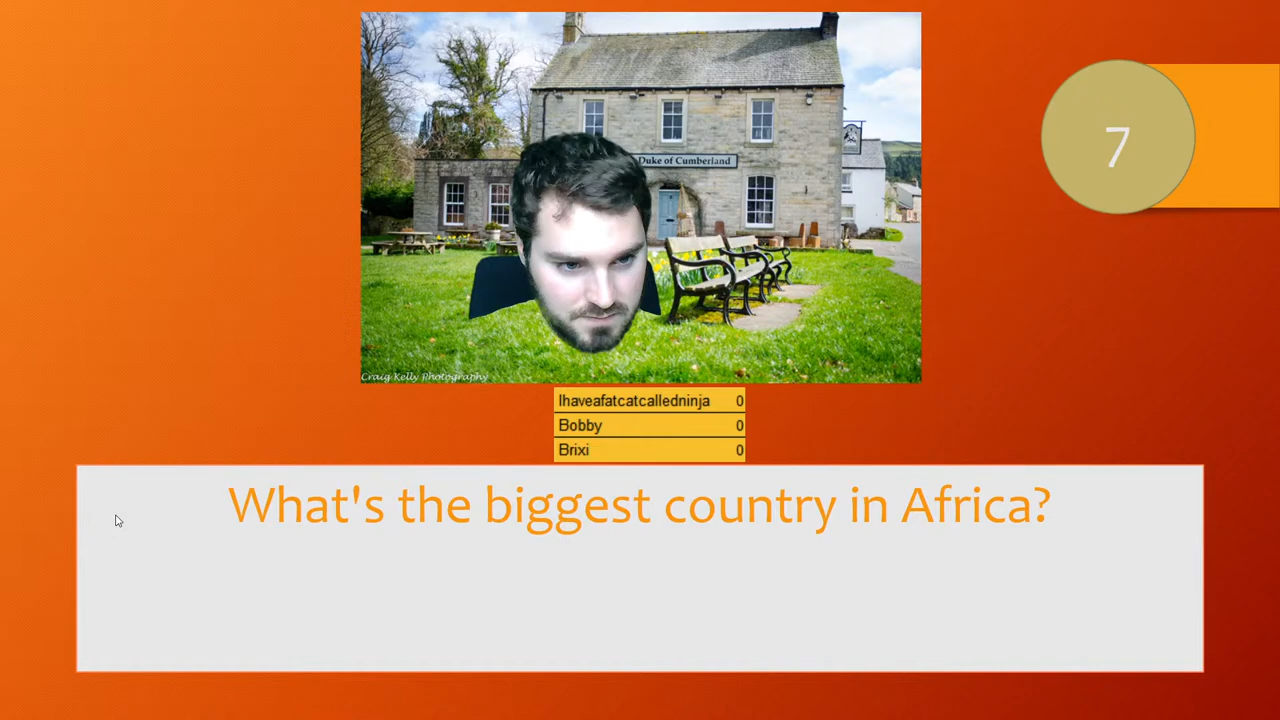 Duke of Cumberland
7
Craig Kelly Photography
Ihaveafatcatcalledninja 0
Bobby 0
Brixi 0
What's the biggest country in Africa?